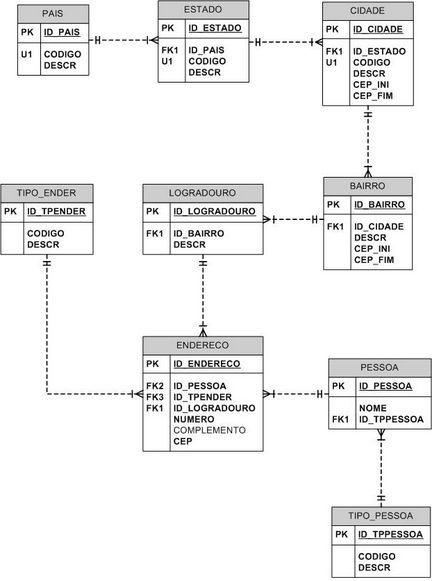 PAIS
PK ID_PAIS
U1 CODIGO
DESCR
ESTADO
PK ID_ESTADO
FK1 ID_PAIS
U1 CODIGO
DESCR
CIDADE
PK ID_CIDADE
FK1 ID_ESTADO
U1 CODIGO
DESCR
CEP_INI
CEP_FIM
TIPO_ENDER
PK ID_TPENDER
CODIGO
DESCR
LOGRADOURO
PK ID_LOGRADOURO
FK1 ID_BAIRRO
DESCR
BAIRRO
PK ID_BAIRRO
FK1 ID_CIDADE
DESCR
CEP_INI
CEP_FIM
ENDERECO
PK ID_ENDERECO
FK2 ID_PESSOA
FK3 ID_TPENDER
FK1 ID_LOGRADOURO
NUMERO
COMPLEMENTO
CEP
PESSOA
PK ID_PESSOA
NOME
FK1 ID_TPPESSOA
TIPO_PESSOA
PK ID_TPPESSOA
CODIGO
DESCR